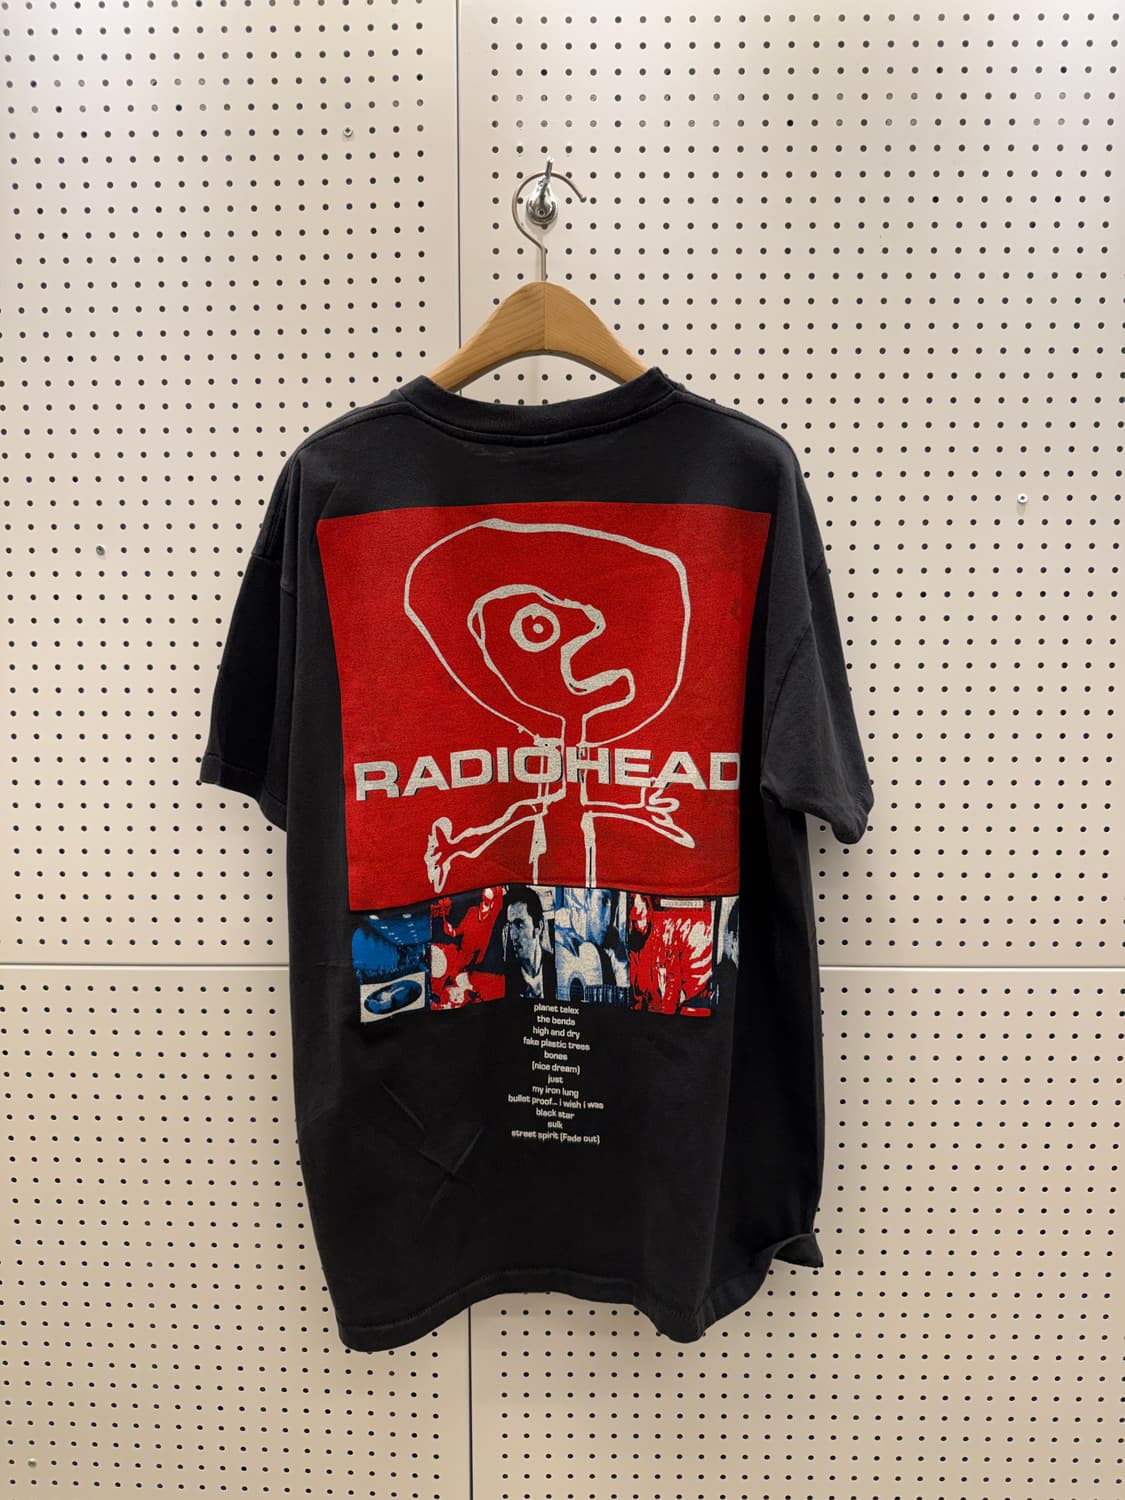 RADIOHEAD
planet telex
the bends
high and dry
fake plastic trees
bones
(nice dream)
just
my iron lung
bullet proof... i wish i was
black star
sulk
street spirit (Fade out)